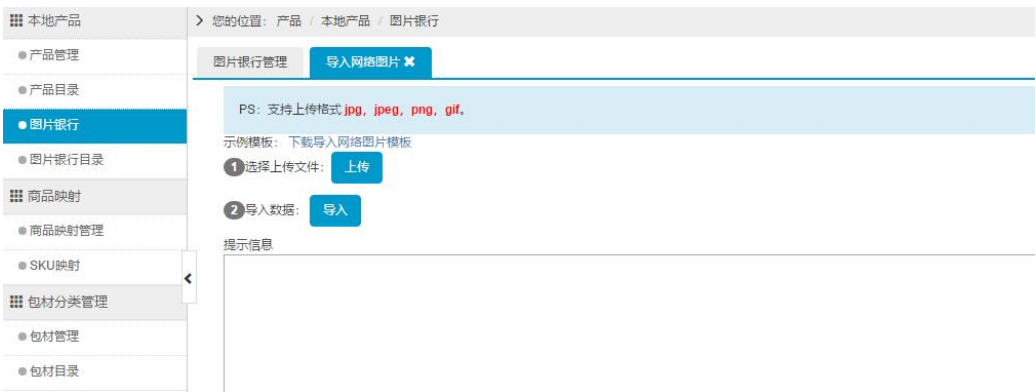 本地产品
产品管理
产品目录
图片银行
图片银行目录
商品映射
商品映射管理
SKU映射
包材分类管理
包材管理
包材目录
您的位置：产品 / 本地产品 / 图片银行
图片银行管理 导入网络图片
PS：支持上传格式jpg，jpeg，png，gif。
示例模板：下载导入网络图片模板
1选择上传文件： 上传
2导入数据： 导入
提示信息